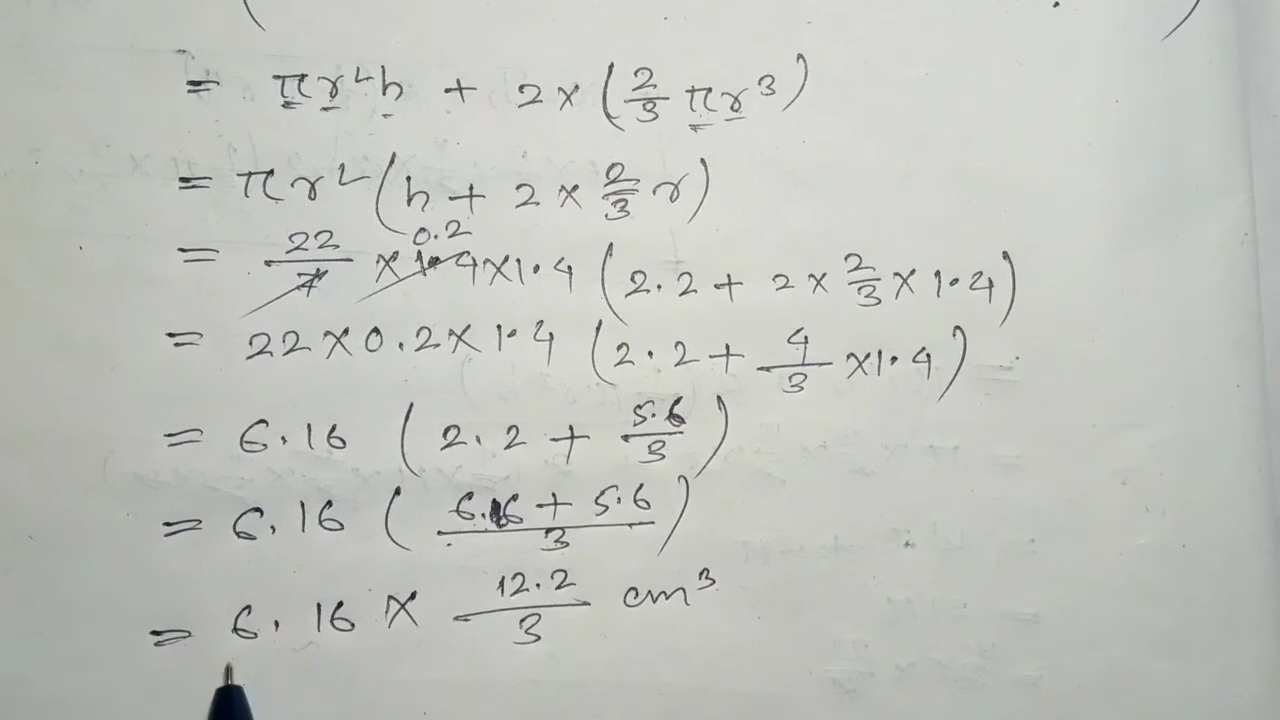 = πr²h + 2 × (2/3 πr³)
= πr² (h + 2 × 2/3 r)
0.2
= 22/7 × 1.4 × 1.4 (2.2 + 2 × 2/3 × 1.4)
= 22 × 0.2 × 1.4 (2.2 + 4/3 × 1.4)
= 6.16 (2.2 + 5.6/3)
= 6.16 ((6.6 + 5.6)/3)
= 6.16 × 12.2/3 cm³